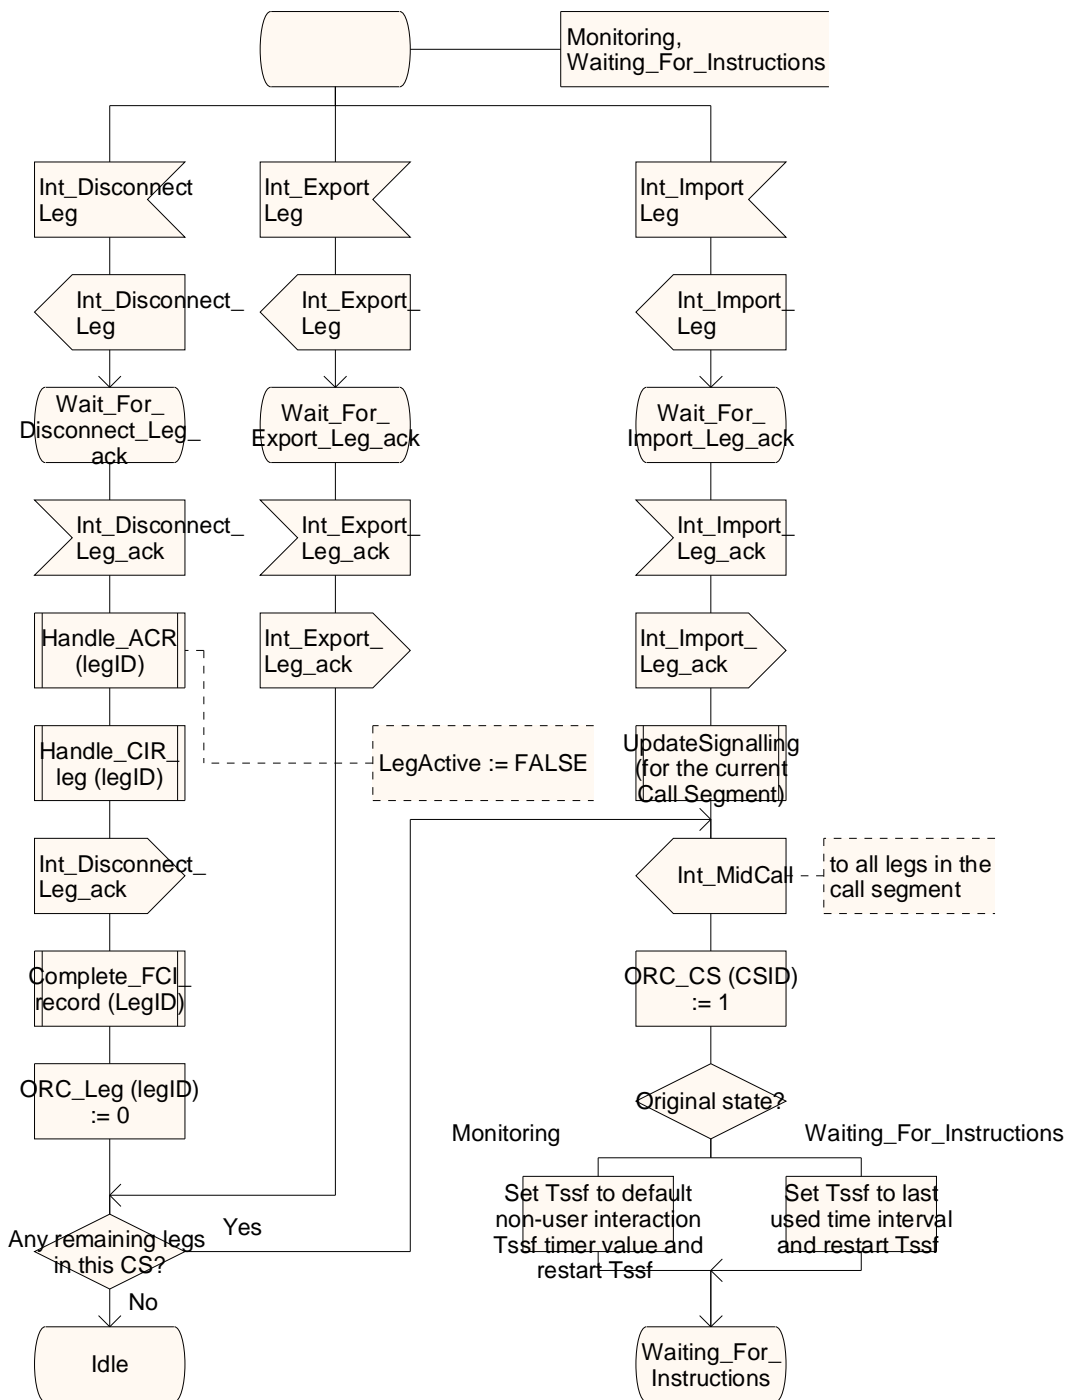 Monitoring,
Waiting_For_Instructions
Int_Disconnect
Leg
Int_Export
Leg
Int_Import
Leg
Int_Disconnect_
Leg
Int_Export_
Leg
Int_Import_
Leg
Wait_For_
Disconnect_Leg_
ack
Wait_For_
Export_Leg_ack
Wait_For_
Import_Leg_ack
Int_Disconnect_
Leg_ack
Int_Export_
Leg_ack
Int_Import_
Leg_ack
Handle_ACR
(legID)
Int_Export_
Leg_ack
Int_Import_
Leg_ack
Handle_CIR_
leg (legID)
LegActive := FALSE
UpdateSignalling
(for the current
Call Segment)
Int_Disconnect_
Leg_ack
Int_MidCall
to all legs in the
call segment
Complete_FCI_
record (LegID)
ORC_CS (CSID)
:= 1
ORC_Leg (legID)
:= 0
Original state?
Monitoring
Waiting_For_Instructions
Set Tssf to default
non-user interaction
Tssf timer value and
restart Tssf
Set Tssf to last
used time interval
and restart Tssf
Any remaining legs
in this CS?
Yes
No
Idle
Waiting_For_
Instructions